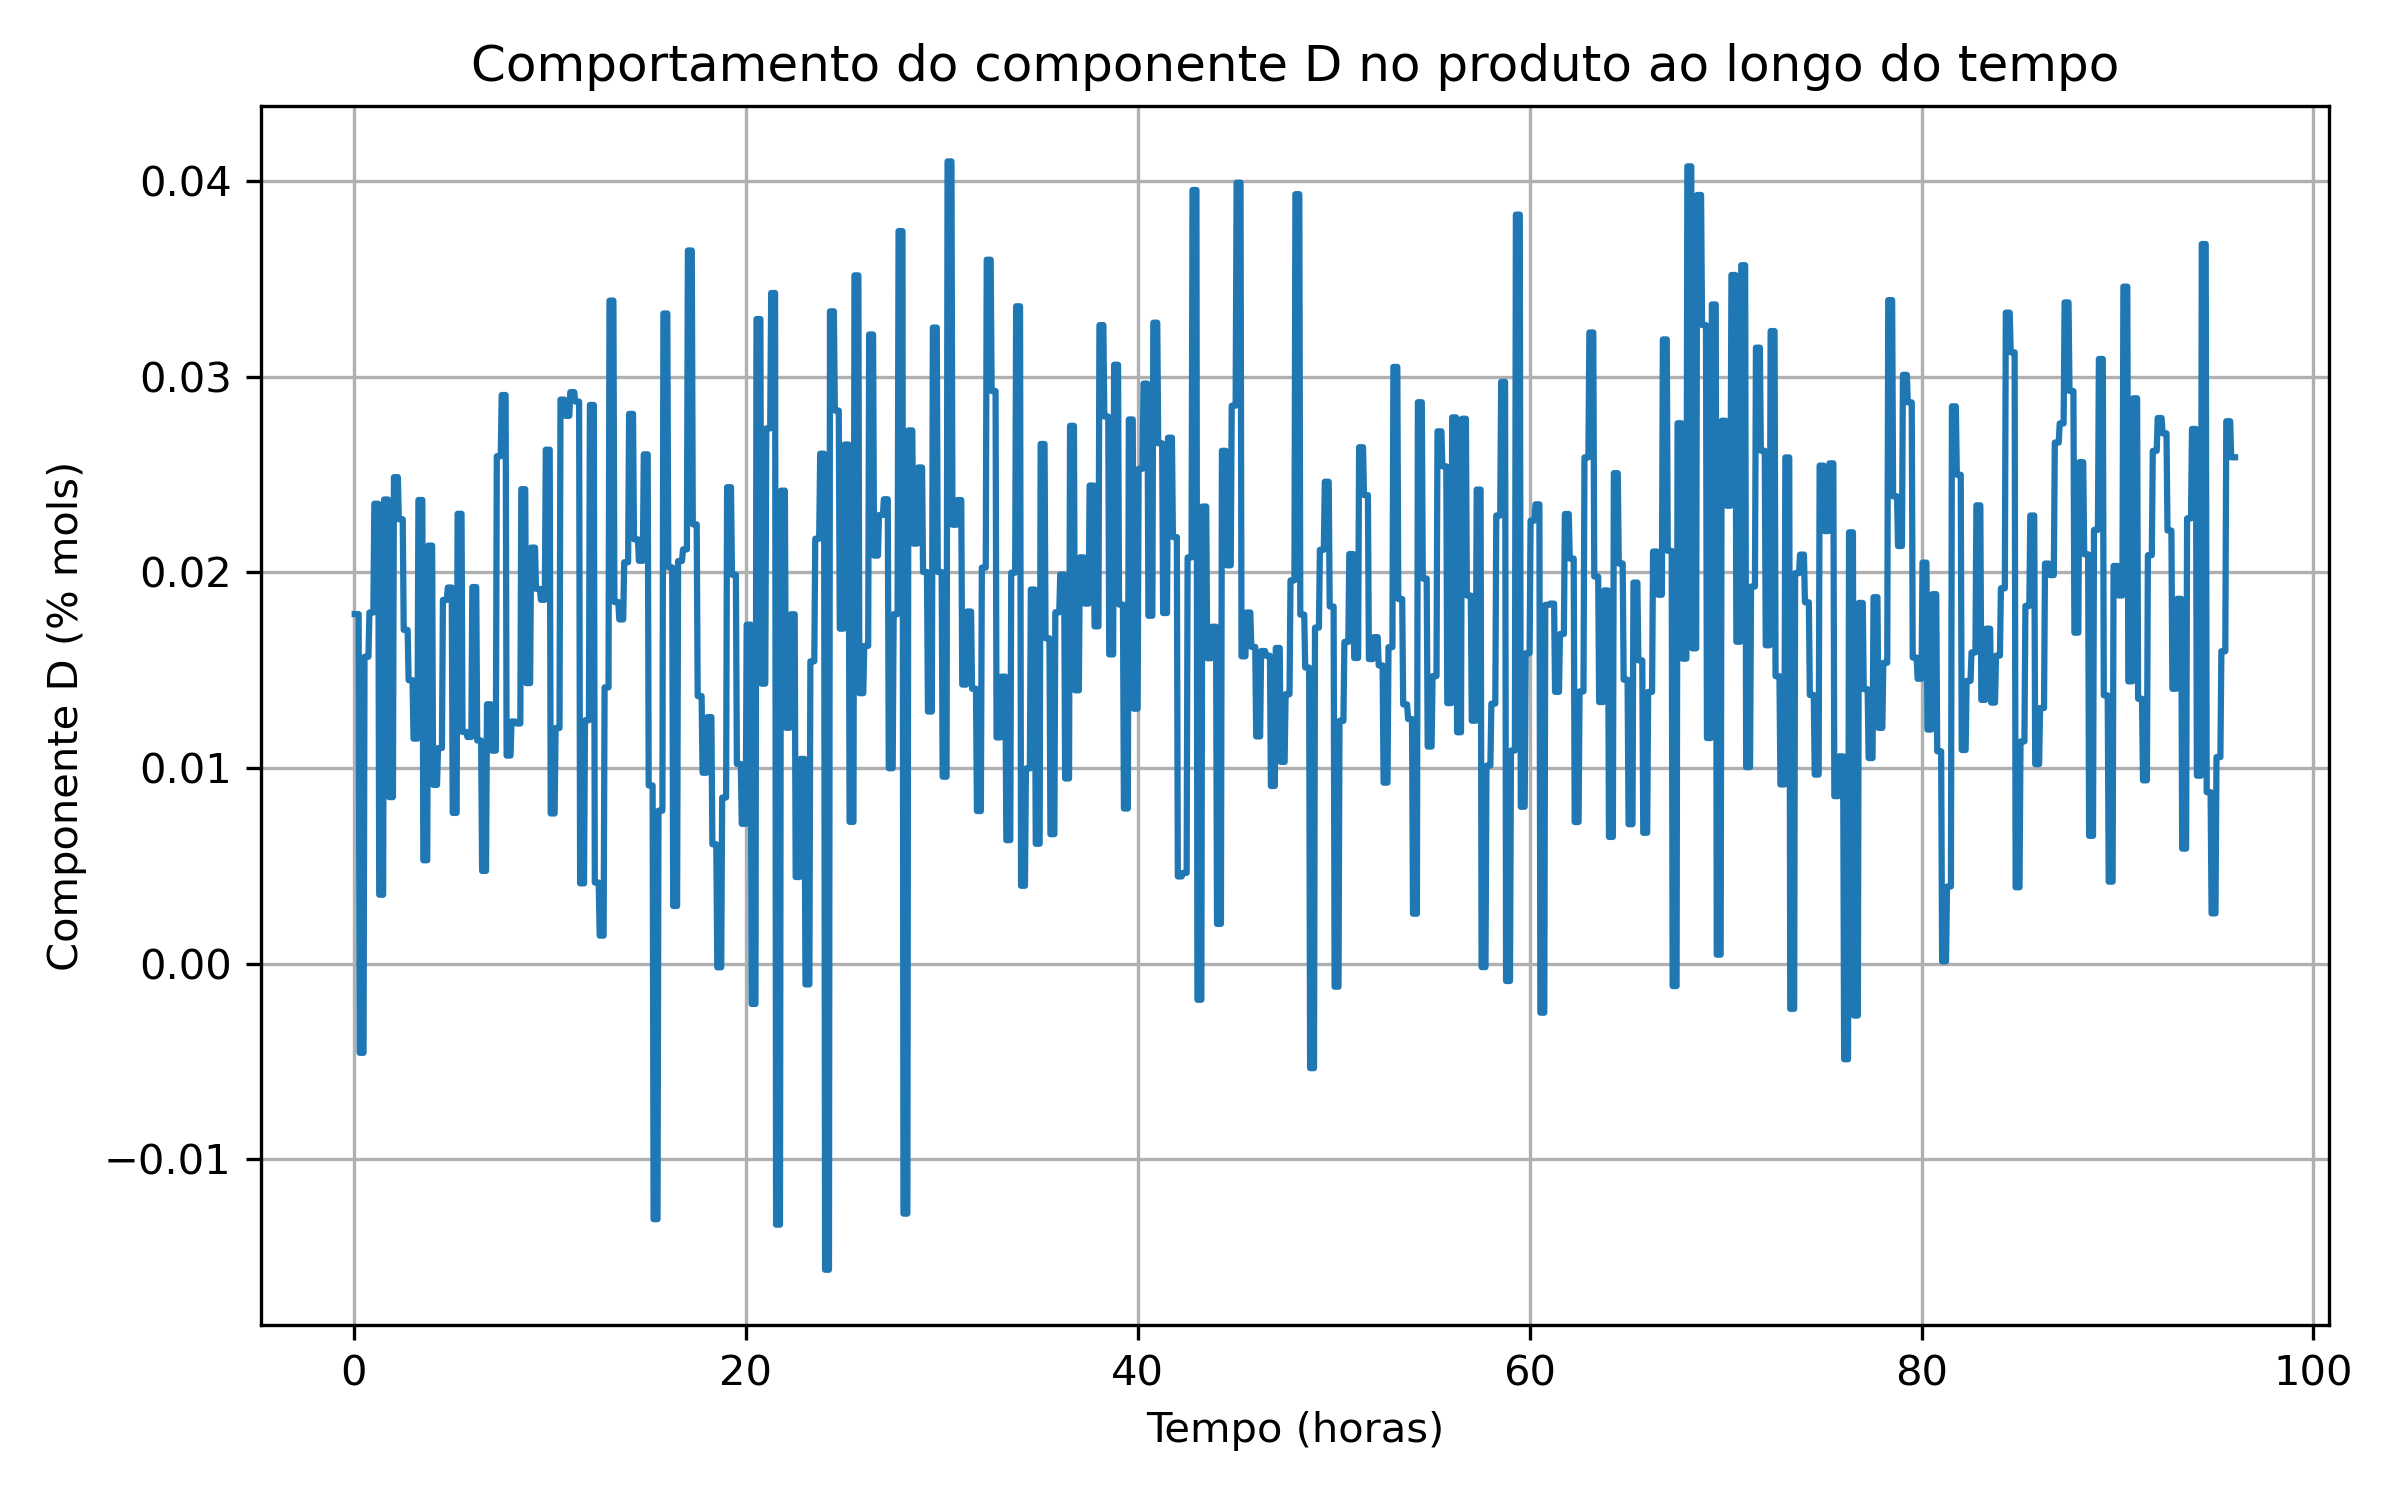 Comportamento do componente D no produto ao longo do tempo
Componente D (% mols)
0.04
0.03
0.02
0.01
0.00
−0.01
0 20 40 60 80 100
Tempo (horas)